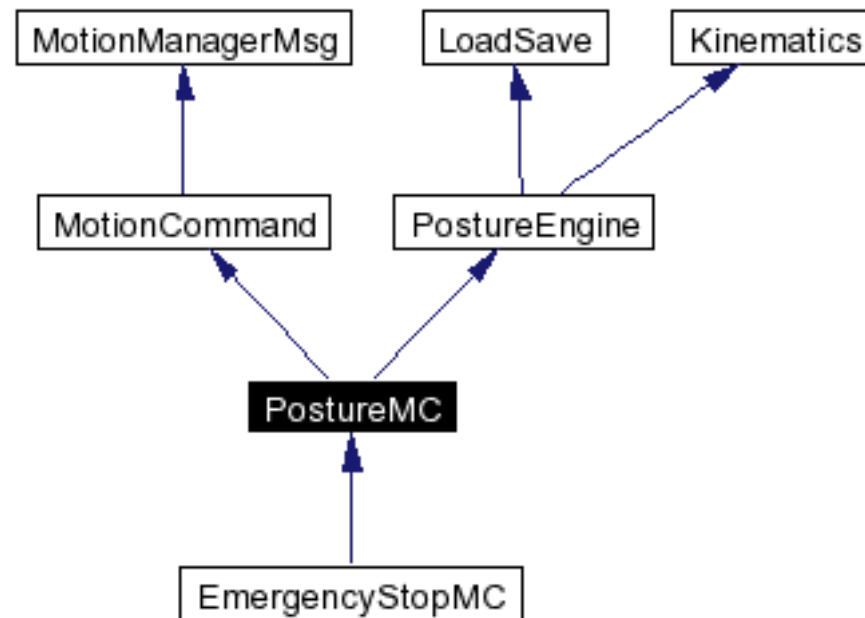 MotionManagerMsg
LoadSave
Kinematics
MotionCommand
PostureEngine
PostureMC
EmergencyStopMC